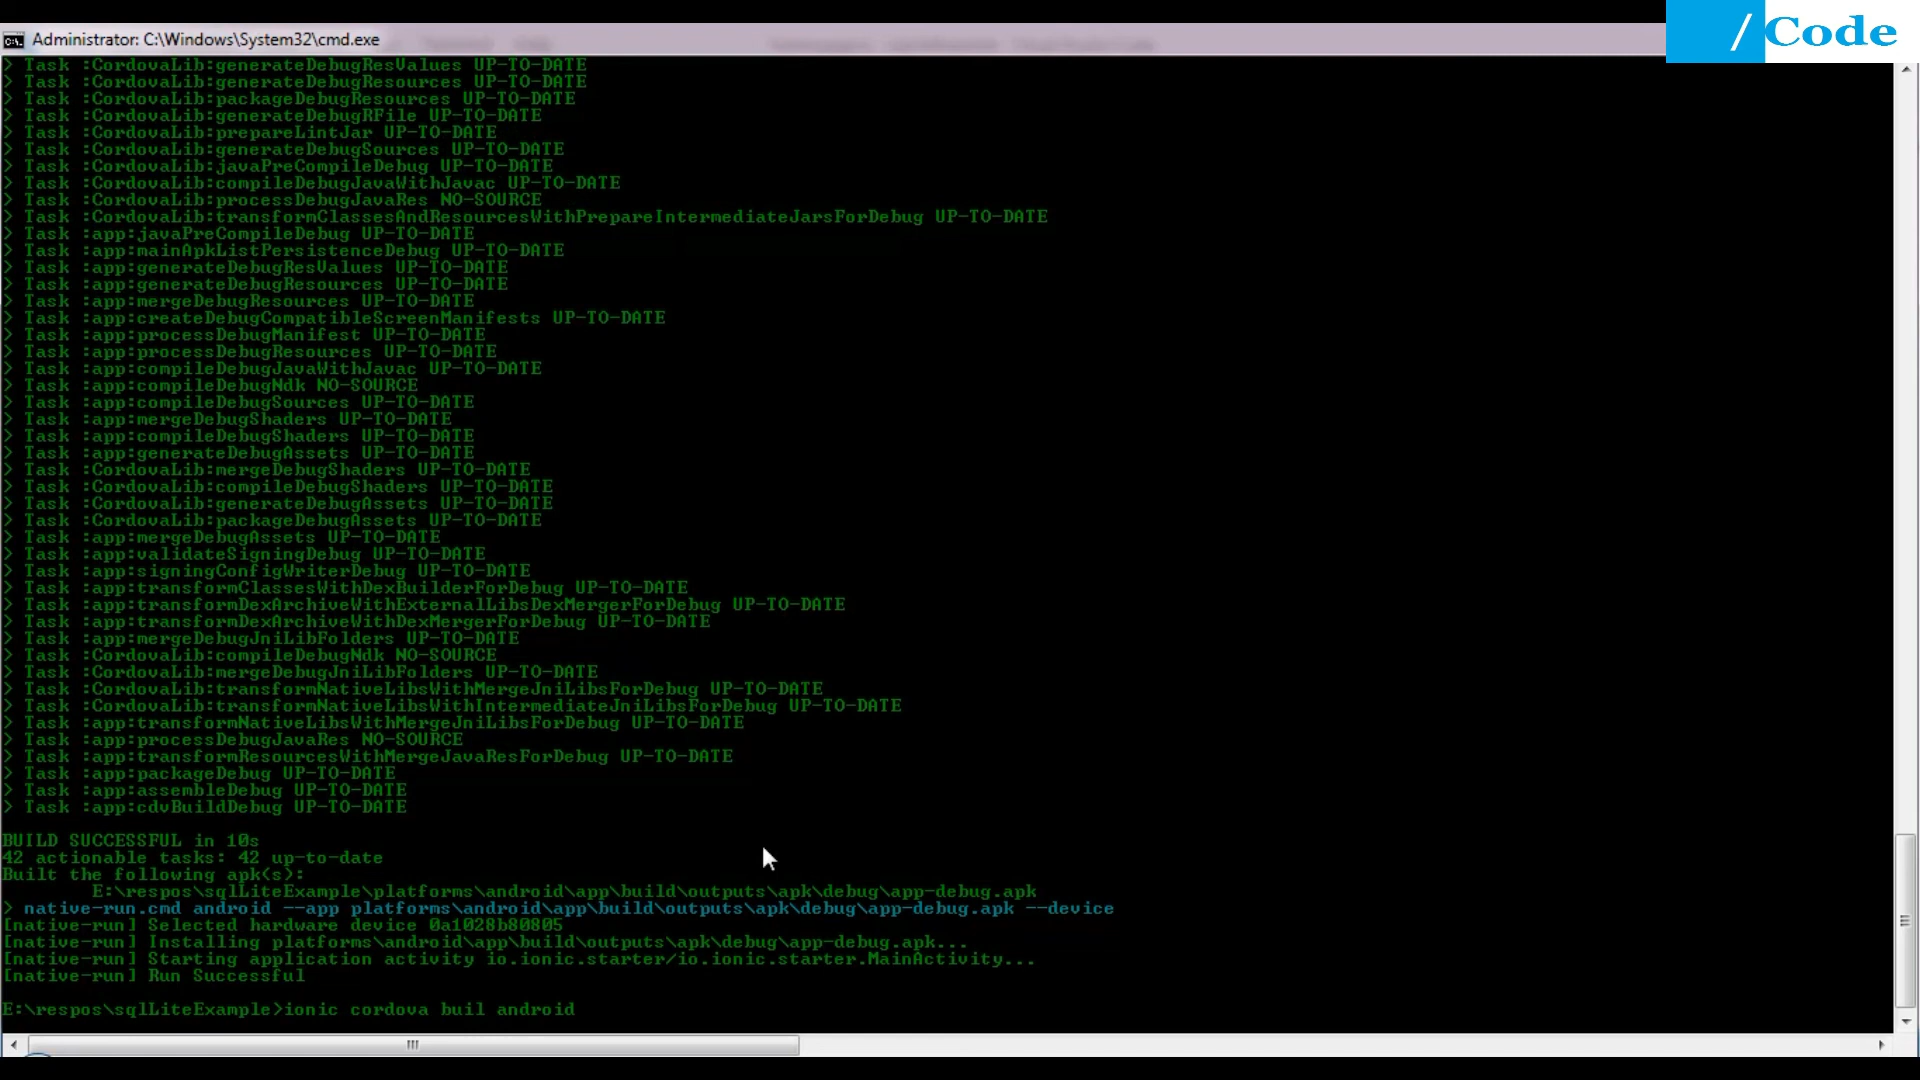 Administrator: C:\Windows\System32\cmd.exe
/Code
> Task :CordovaLib:generateDebugResValues UP-TO-DATE
> Task :CordovaLib:generateDebugResources UP-TO-DATE
> Task :CordovaLib:packageDebugResources UP-TO-DATE
> Task :CordovaLib:generateDebugRFile UP-TO-DATE
> Task :CordovaLib:prepareLintJar UP-TO-DATE
> Task :CordovaLib:generateDebugSources UP-TO-DATE
> Task :CordovaLib:javaPreCompileDebug UP-TO-DATE
> Task :CordovaLib:compileDebugJavaWithJavac UP-TO-DATE
> Task :CordovaLib:processDebugJavaRes NO-SOURCE
> Task :CordovaLib:transformClassesAndResourcesWithPrepareIntermediateJarsForDebug UP-TO-DATE
> Task :app:javaPreCompileDebug UP-TO-DATE
> Task :app:mainApkListPersistenceDebug UP-TO-DATE
> Task :app:generateDebugResValues UP-TO-DATE
> Task :app:generateDebugResources UP-TO-DATE
> Task :app:mergeDebugResources UP-TO-DATE
> Task :app:createDebugCompatibleScreenManifests UP-TO-DATE
> Task :app:processDebugManifest UP-TO-DATE
> Task :app:processDebugResources UP-TO-DATE
> Task :app:compileDebugJavaWithJavac UP-TO-DATE
> Task :app:compileDebugNdk NO-SOURCE
> Task :app:compileDebugSources UP-TO-DATE
> Task :app:mergeDebugShaders UP-TO-DATE
> Task :app:compileDebugShaders UP-TO-DATE
> Task :app:generateDebugAssets UP-TO-DATE
> Task :CordovaLib:mergeDebugShaders UP-TO-DATE
> Task :CordovaLib:compileDebugShaders UP-TO-DATE
> Task :CordovaLib:generateDebugAssets UP-TO-DATE
> Task :CordovaLib:packageDebugAssets UP-TO-DATE
> Task :app:mergeDebugAssets UP-TO-DATE
> Task :app:validateSigningDebug UP-TO-DATE
> Task :app:signingConfigWriterDebug UP-TO-DATE
> Task :app:transformClassesWithDexBuilderForDebug UP-TO-DATE
> Task :app:transformDexArchiveWithExternalLibsDexMergerForDebug UP-TO-DATE
> Task :app:transformDexArchiveWithDexMergerForDebug UP-TO-DATE
> Task :app:mergeDebugJniLibFolders UP-TO-DATE
> Task :CordovaLib:compileDebugNdk NO-SOURCE
> Task :CordovaLib:mergeDebugJniLibFolders UP-TO-DATE
> Task :CordovaLib:transformNativeLibsWithMergeJniLibsForDebug UP-TO-DATE
> Task :CordovaLib:transformNativeLibsWithIntermediateJniLibsForDebug UP-TO-DATE
> Task :app:transformNativeLibsWithMergeJniLibsForDebug UP-TO-DATE
> Task :app:processDebugJavaRes NO-SOURCE
> Task :app:transformResourcesWithMergeJavaResForDebug UP-TO-DATE
> Task :app:packageDebug UP-TO-DATE
> Task :app:assembleDebug UP-TO-DATE
> Task :app:cdvBuildDebug UP-TO-DATE
BUILD SUCCESSFUL in 10s
42 actionable tasks: 42 up-to-date
Built the following apk(s):
E:\respos\sqlLiteExample\platforms\android\app\build\outputs\apk\debug\app-debug.apk
> native-run.cmd android --app platforms\android\app\build\outputs\apk\debug\app-debug.apk --device
[native-run] Selected hardware device 0a1028b80805
[native-run] Installing platforms\android\app\build\outputs\apk\debug\app-debug.apk...
[native-run] Starting application activity io.ionic.starter/io.ionic.starter.MainActivity...
[native-run] Run Successful
E:\respos\sqlLiteExample>ionic cordova buil android